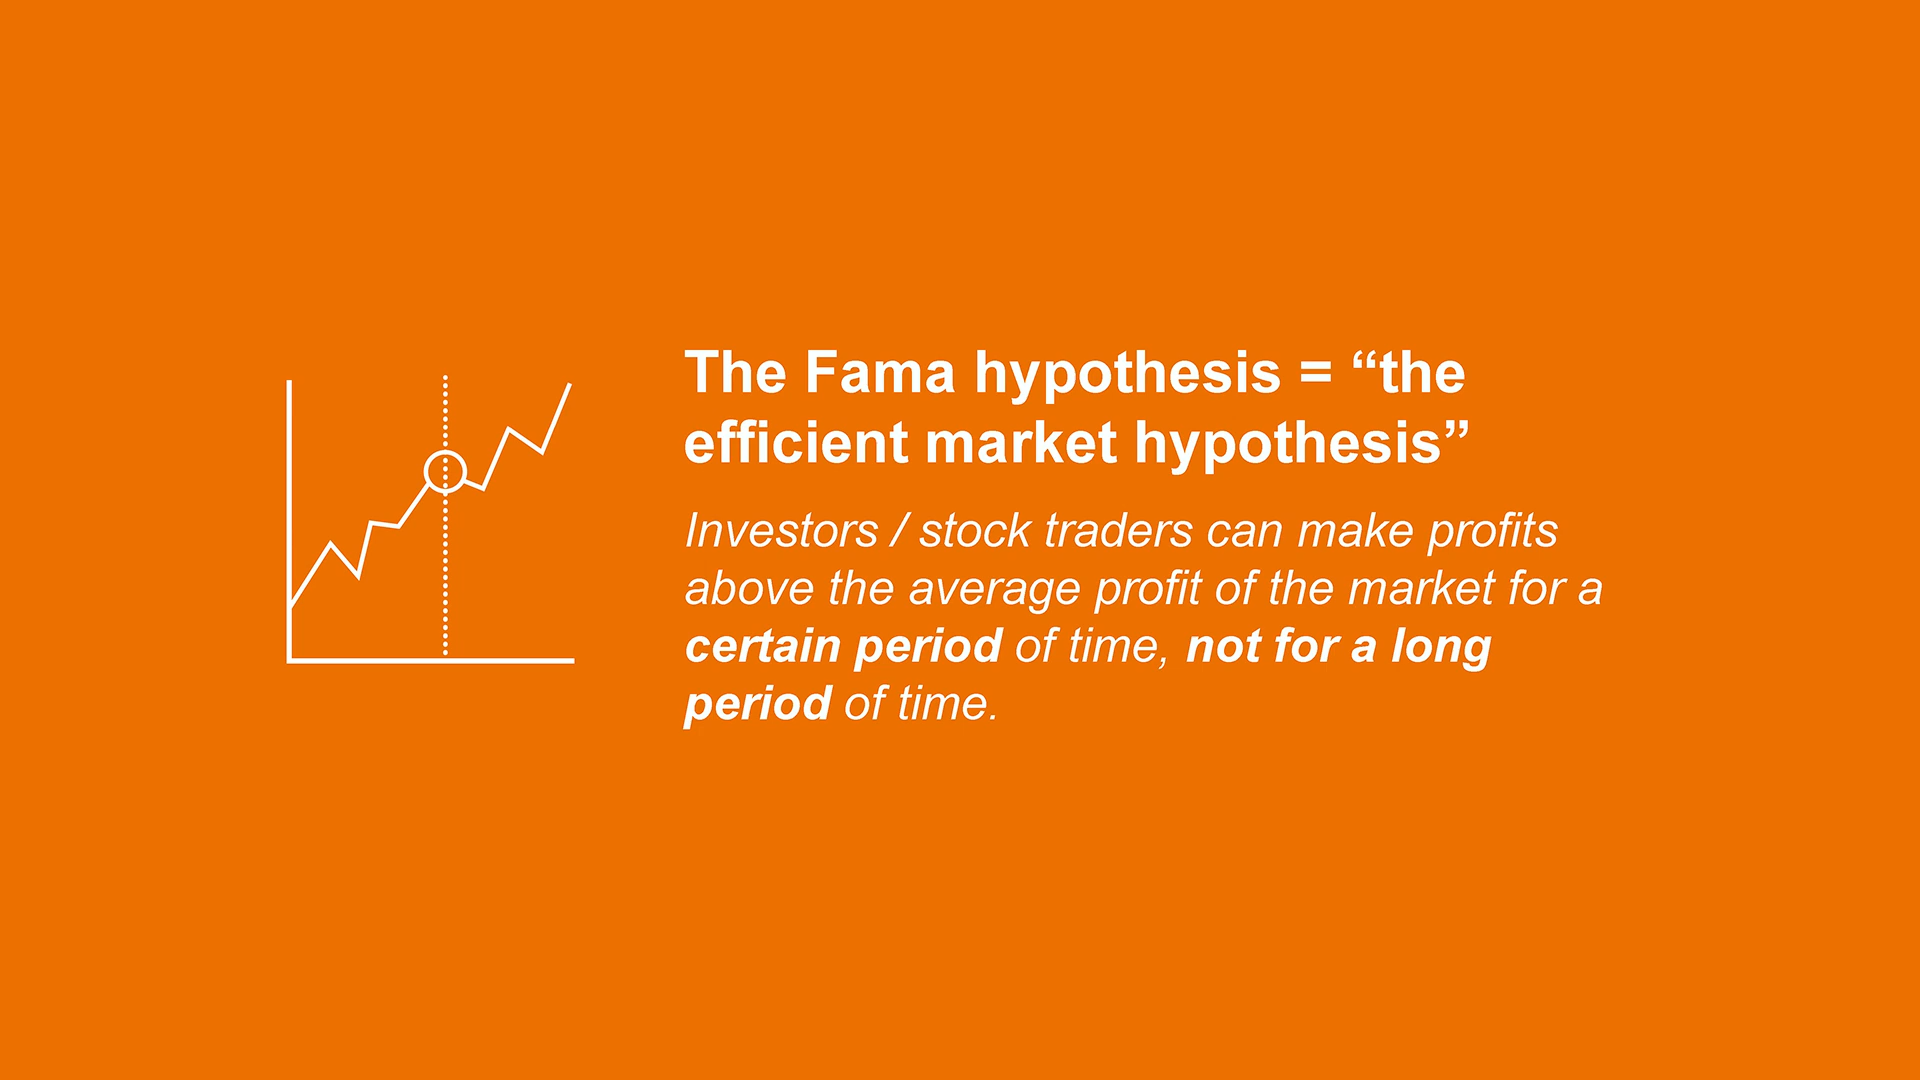 The Fama hypothesis = “the
efficient market hypothesis”
Investors / stock traders can make profits
above the average profit of the market for a
certain period of time, not for a long
period of time.